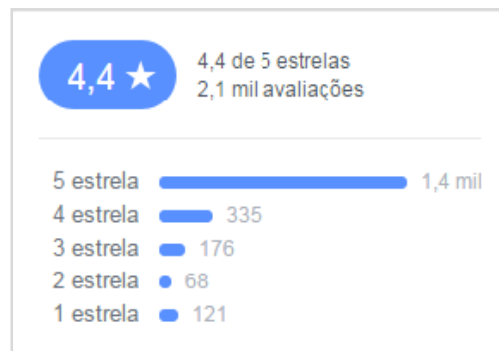 4,4 ★
4,4 de 5 estrelas
2,1 mil avaliações
5 estrela 1,4 mil
4 estrela 335
3 estrela 176
2 estrela 68
1 estrela 121